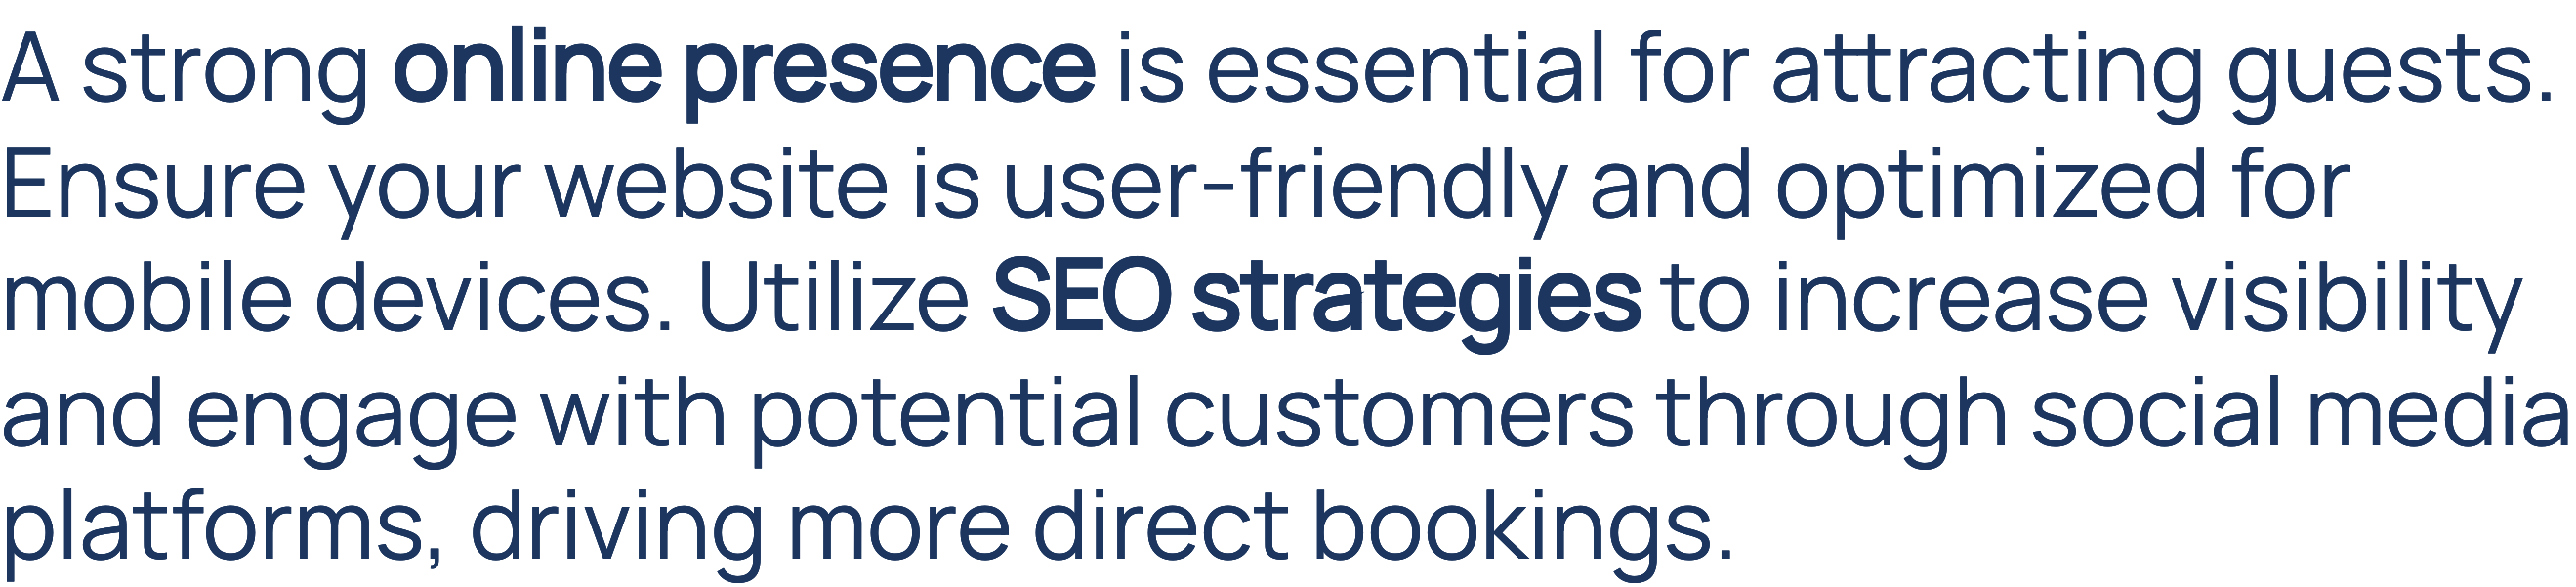 A strong online presence is essential for attracting guests.
Ensure your website is user-friendly and optimized for
mobile devices. Utilize SEO strategies to increase visibility
and engage with potential customers through social media
platforms, driving more direct bookings.